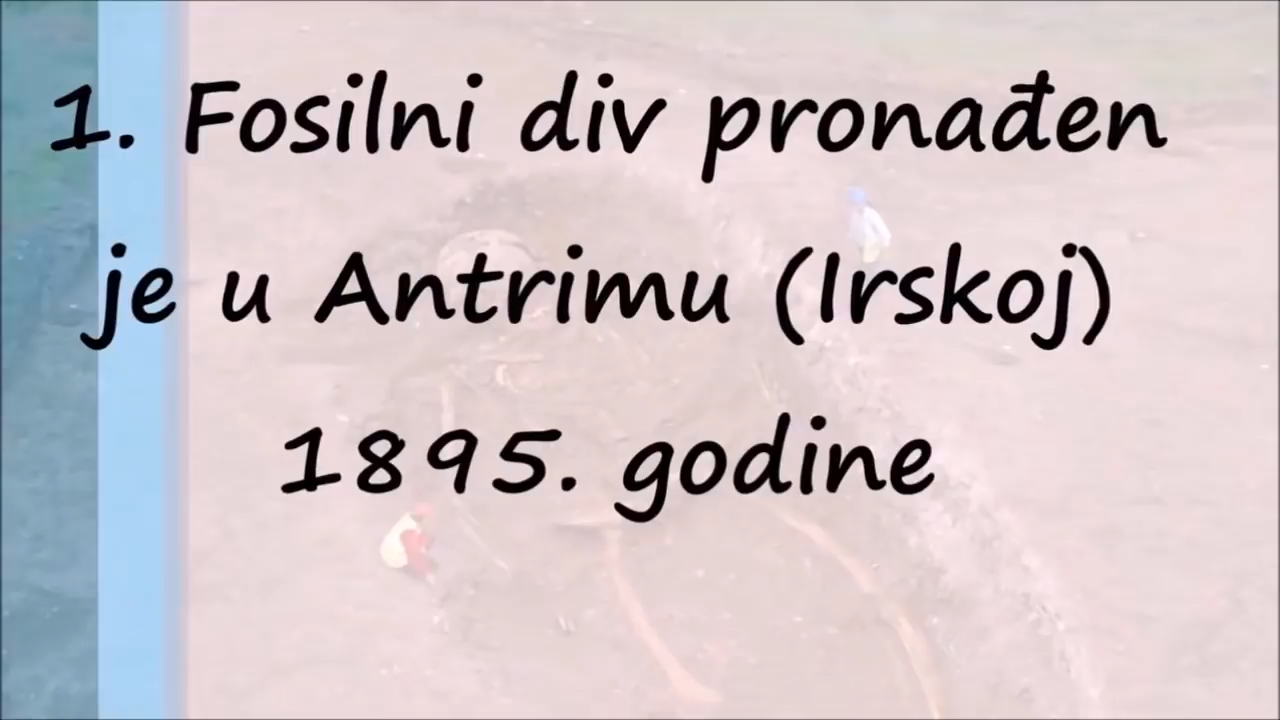 1. Fosilni div pronađen
je u Antrimu (Irskoj)
1895. godine